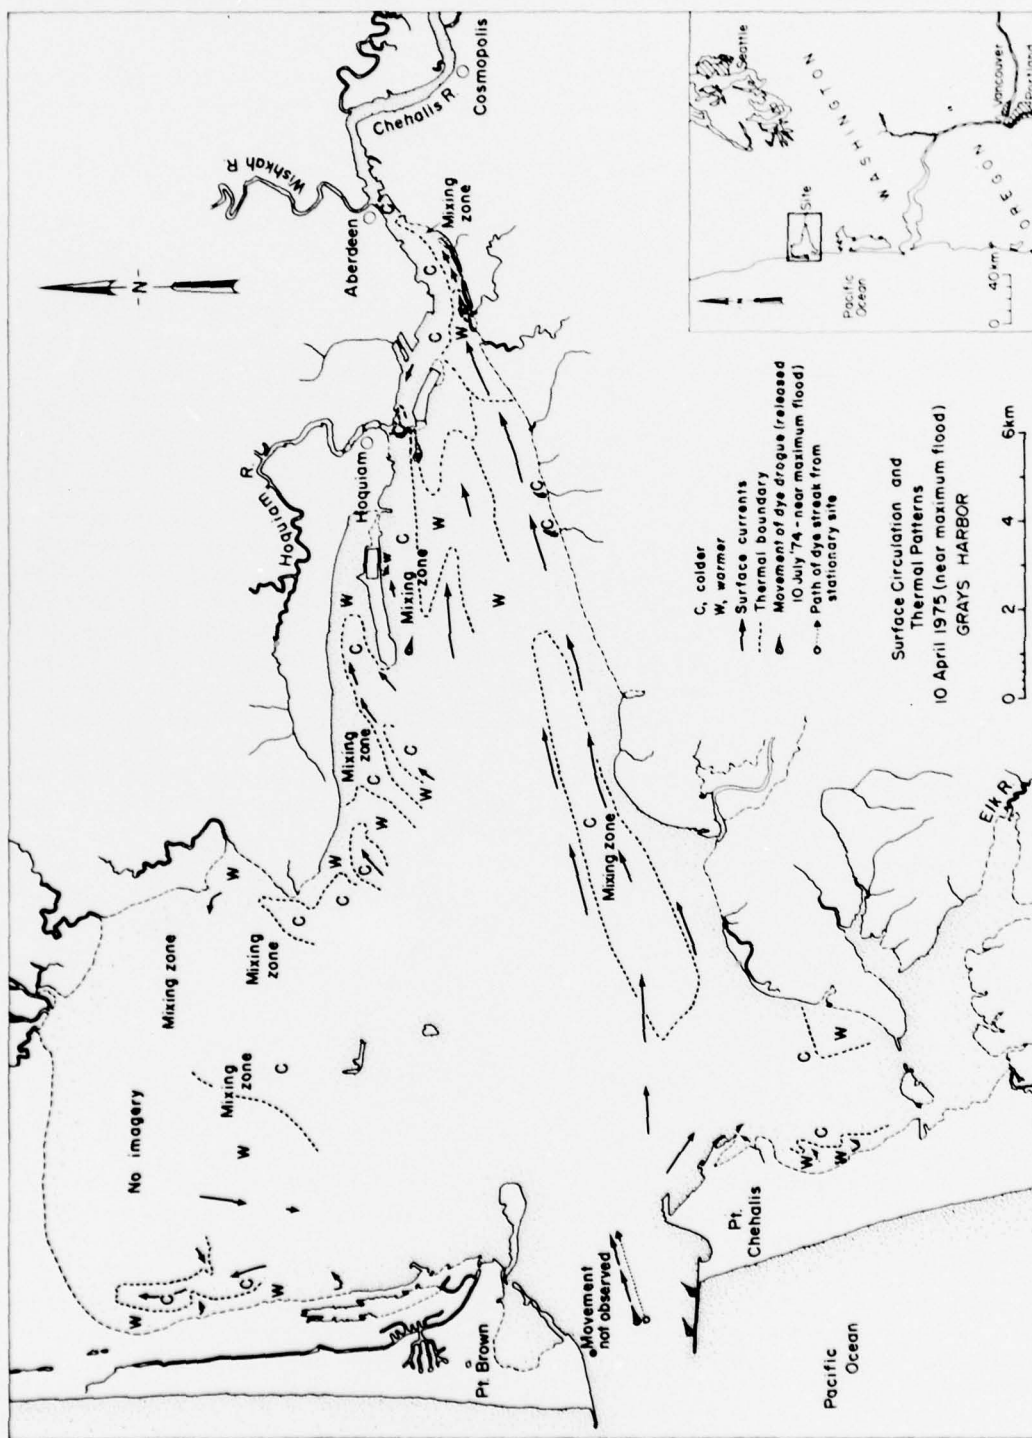 Wishkah
R
Aberdeen
Chehalis R
Cosmopolis
Mixing
zone
-N-
Hoquiam
R
Hoquiam
C
C
W
W
C
Mixing
zone
W
W
C
C
W
C
Mixing
zone
C
C
W
W
W
C
C
C
W
Mixing zone
Mixing
zone
Mixing
zone
C
W
No imagery
C
C
W
W
C
Mixing zone
Elk R
C
W
C
W
W
Pt.
Chehalis
Pt. Brown
Movement
not observed
Pacific
Ocean
C, colder
W, warmer
Surface currents
Thermal boundary
Movement of dye drogue (released
10 July '74-near maximum flood)
Path of dye streak from
stationary site
Surface Circulation and
Thermal Patterns
10 April 1975 (near maximum flood)
GRAYS HARBOR
0 2 4 6km
Seattle
WASHINGTON
Site
N
Pacific
Ocean
Vancouver
Portland
OREGON
0 40km